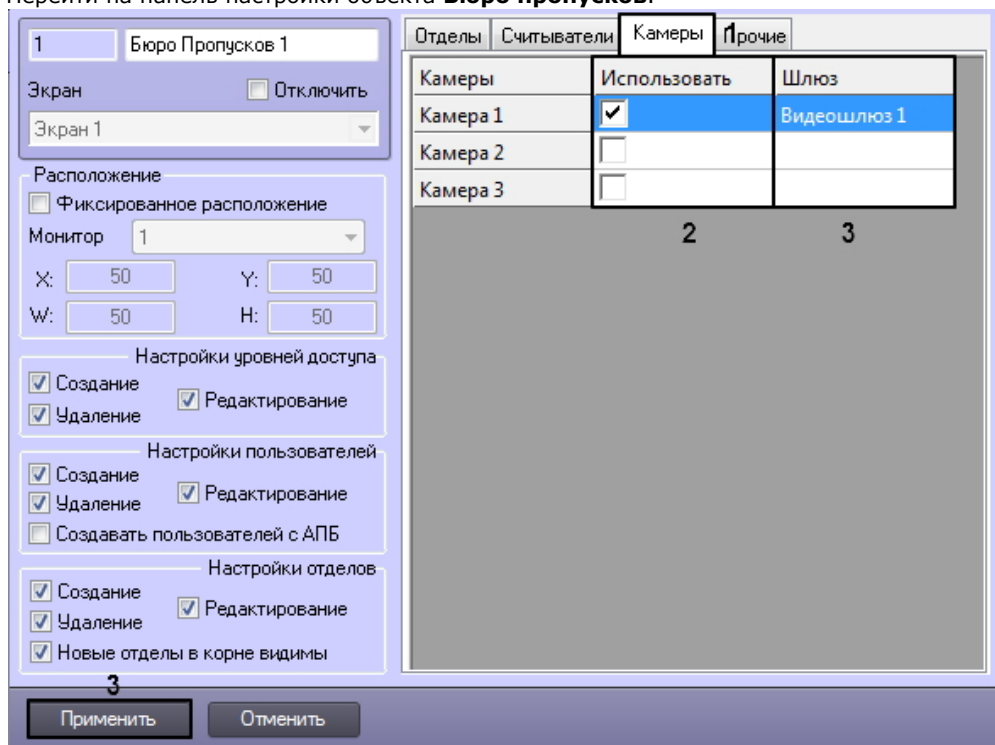 Перейти на панель настройки объекта Бюро пропусков.
1 Бюро Пропусков 1
Экран Отключить
Экран 1
Расположение
Фиксированное расположение
Монитор 1
X: 50 Y: 50
W: 50 H: 50
Настройки уровней доступа
Создание
Редактирование
Удаление
Настройки пользователей
Создание
Редактирование
Удаление
Создавать пользователей с АПБ
Настройки отделов
Создание
Редактирование
Удаление
Новые отделы в корне видимы
Отделы Считыватели Камеры 1 Прочие
Камеры Использовать Шлюз
Камера 1 Видеошлюз 1
Камера 2
Камера 3
2 3
3
Применить Отменить